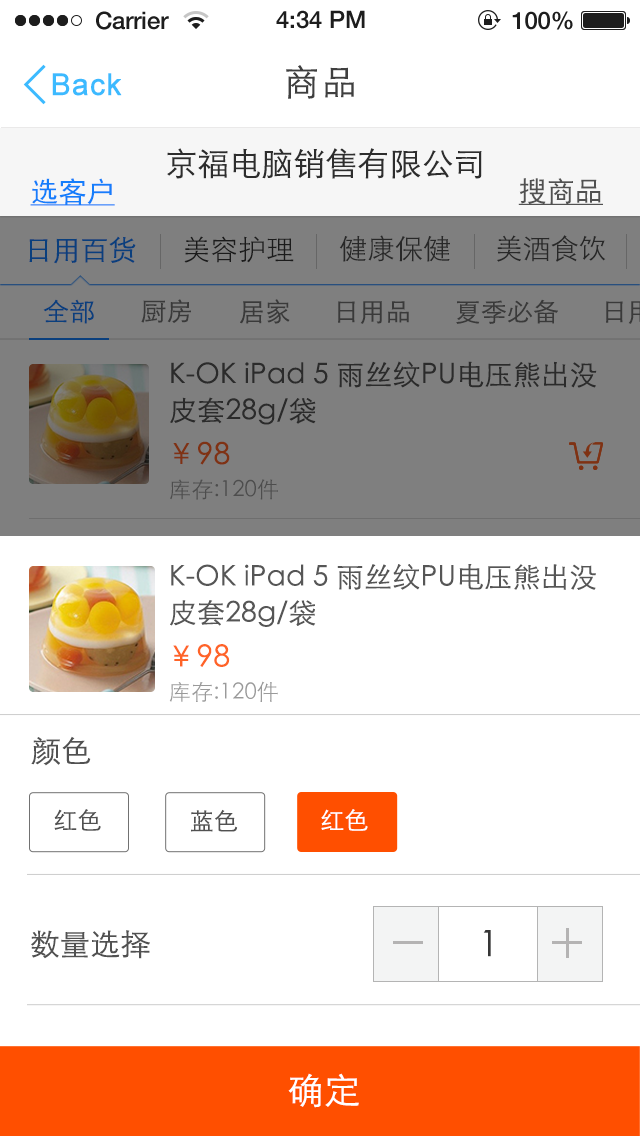 Carrier 4:34 PM 100%
Back 商品
京福电脑销售有限公司
选客户 搜商品
日用百货 美容护理 健康保健 美酒食饮
全部 厨房 居家 日用品 夏季必备 日用
K-OK iPad 5 雨丝纹PU电压熊出没
皮套28g/袋
￥98
库存:120件
K-OK iPad 5 雨丝纹PU电压熊出没
皮套28g/袋
￥98
库存:120件
颜色
红色 蓝色 红色
数量选择 1
确定